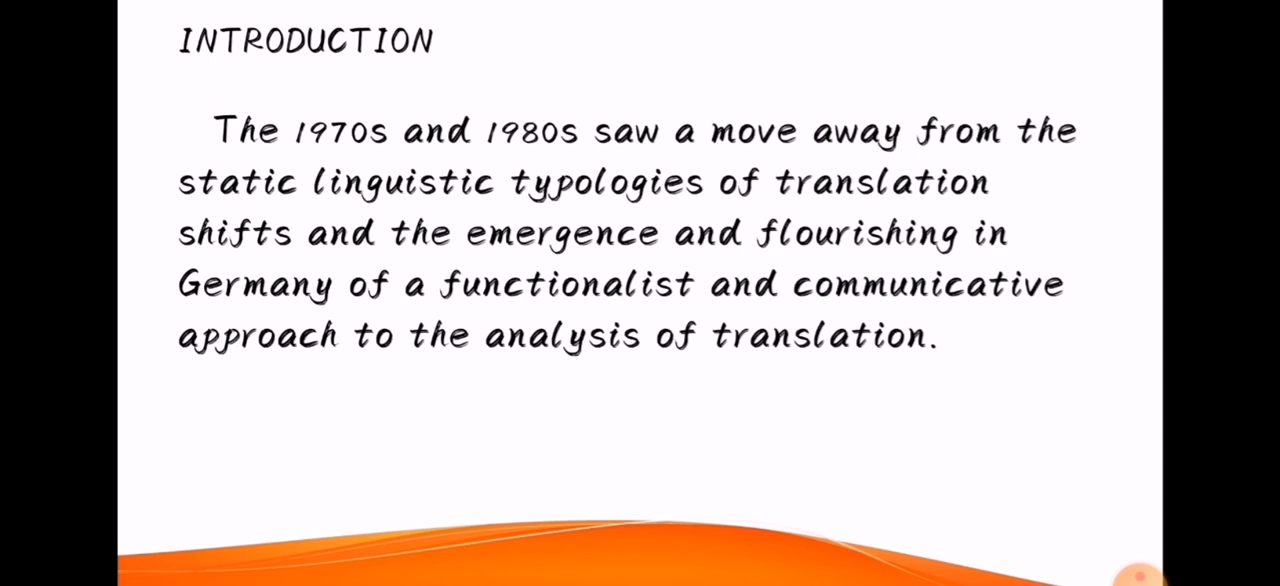 INTRODUCTION
The 1970s and 1980s saw a move away from the
static linguistic typologies of translation
shifts and the emergence and flourishing in
Germany of a functionalist and communicative
approach to the analysis of translation.